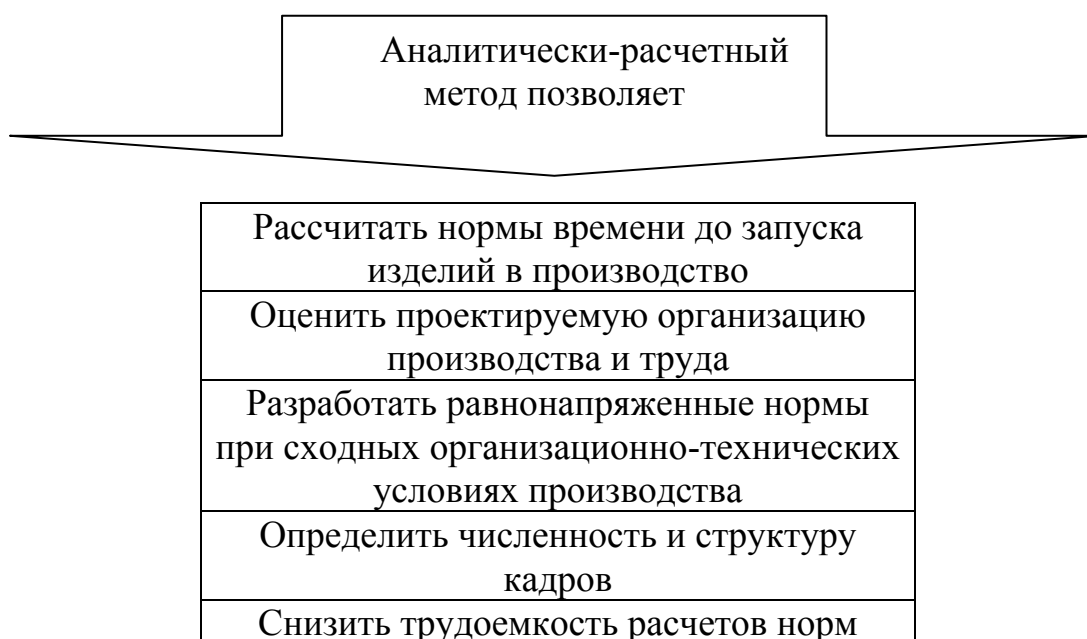 Аналитически-расчетный
метод позволяет
Рассчитать нормы времени до запуска
изделий в производство
Оценить проектируемую организацию
производства и труда
Разработать равнонапряженные нормы
при сходных организационно-технических
условиях производства
Определить численность и структуру
кадров
Снизить трудоемкость расчетов норм